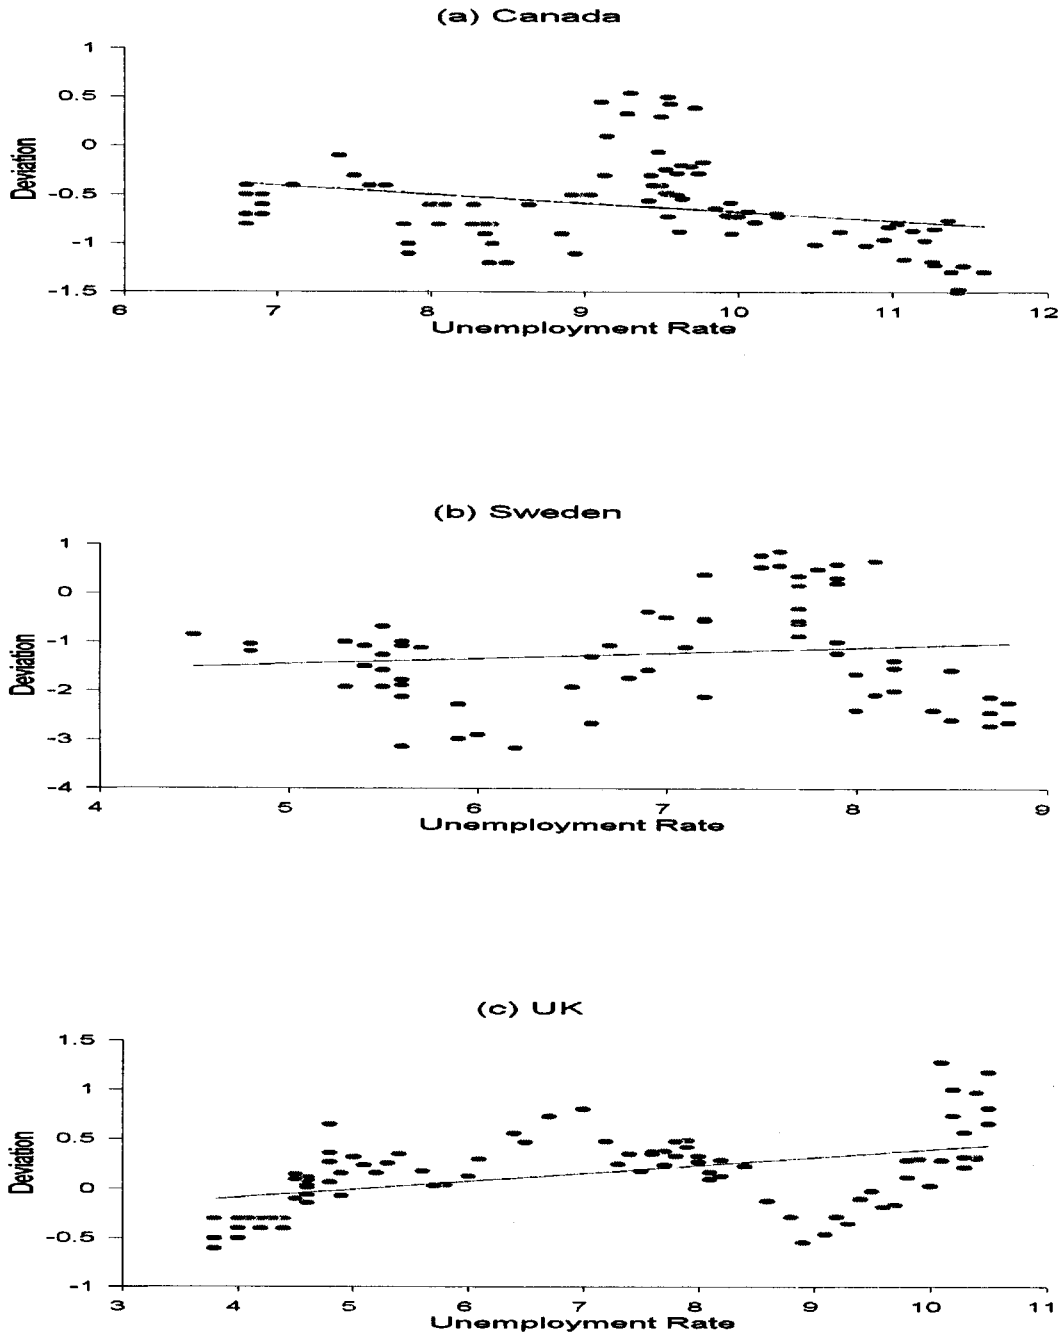 (a) Canada
1
0.5
0
-0.5
-1
-1.5
Deviation
6 7 8 9 10 11 12
Unemployment Rate
(b) Sweden
1
0
-1
-2
-3
-4
Deviation
4 5 6 7 8 9
Unemployment Rate
(c) UK
1.5
1
0.5
0
-0.5
-1
Deviation
3 4 5 6 7 8 9 10 11
Unemployment Rate